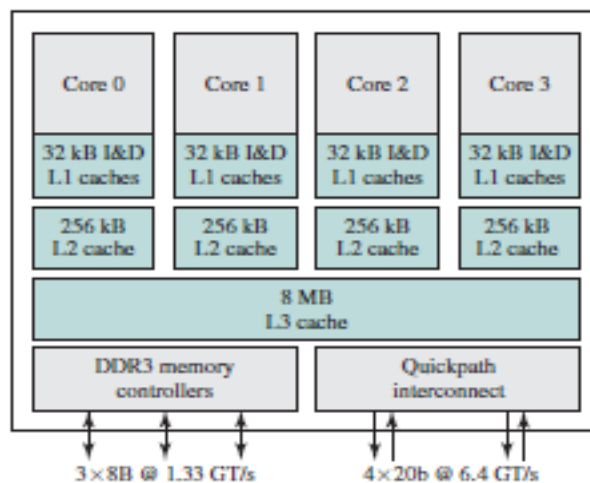 Core 0
Core 1
Core 2
Core 3
32 kB I&D
L1 caches
32 kB I&D
L1 caches
32 kB I&D
L1 caches
32 kB I&D
L1 caches
256 kB
L2 cache
256 kB
L2 cache
256 kB
L2 cache
256 kB
L2 cache
8 MB
L3 cache
DDR3 memory
controllers
Quickpath
interconnect
3×8B @ 1.33 GT/s
4×20b @ 6.4 GT/s